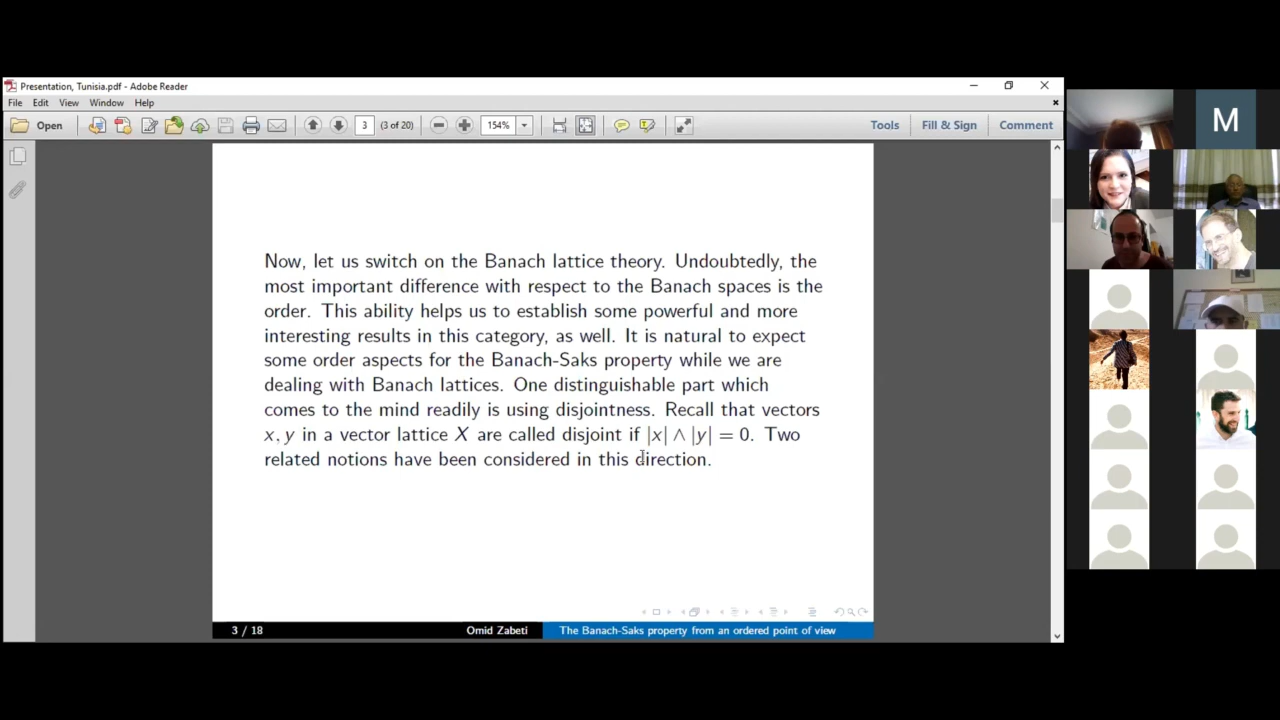 Presentation, Tunisia.pdf - Adobe Reader
File Edit View Window Help
Open 3 (3 of 20) 154% Tools Fill & Sign Comment
M
Now, let us switch on the Banach lattice theory. Undoubtedly, the
most important difference with respect to the Banach spaces is the
order. This ability helps us to establish some powerful and more
interesting results in this category, as well. It is natural to expect
some order aspects for the Banach-Saks property while we are
dealing with Banach lattices. One distinguishable part which
comes to the mind readily is using disjointness. Recall that vectors
x, y in a vector lattice X are called disjoint if |x| ∧ |y| = 0. Two
related notions have been considered in this direction.
3 / 18 Omid Zabeti The Banach-Saks property from an ordered point of view